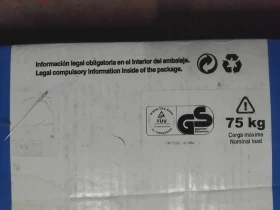 Información legal obligatoria en el interior del embalaje.
Legal compulsory information inside of the package.
TÜV
GS
75 kg
Carga máxima
Nominal load